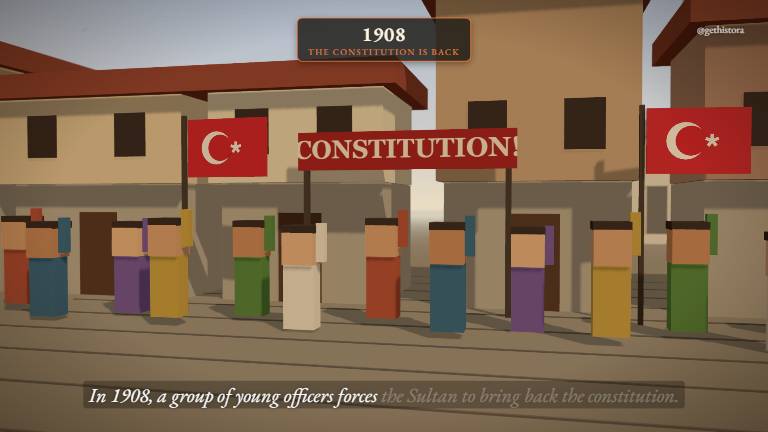 1908
THE CONSTITUTION IS BACK
@gethistora
CONSTITUTION!
In 1908, a group of young officers forces the Sultan to bring back the constitution.